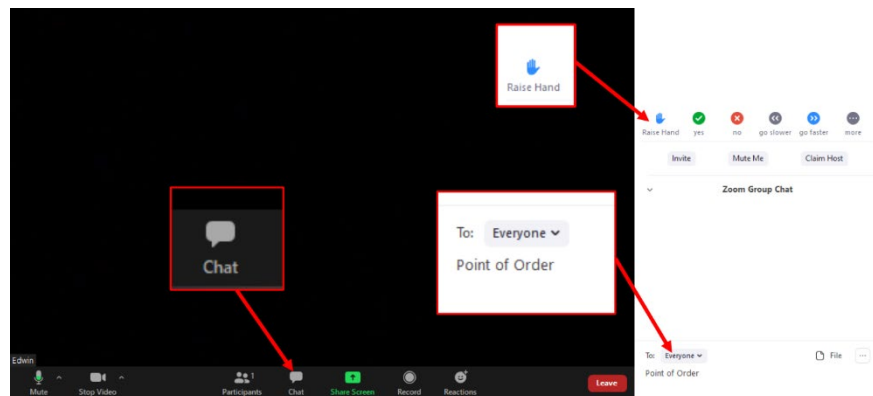 Raise Hand
Raise Hand yes no go slower go faster more
Invite Mute Me Claim Host
Zoom Group Chat
Chat
To: Everyone
Point of Order
To: Everyone File
Point of Order
Edwin
1
Mute Stop Video Participants Chat Share Screen Record Reactions Leave